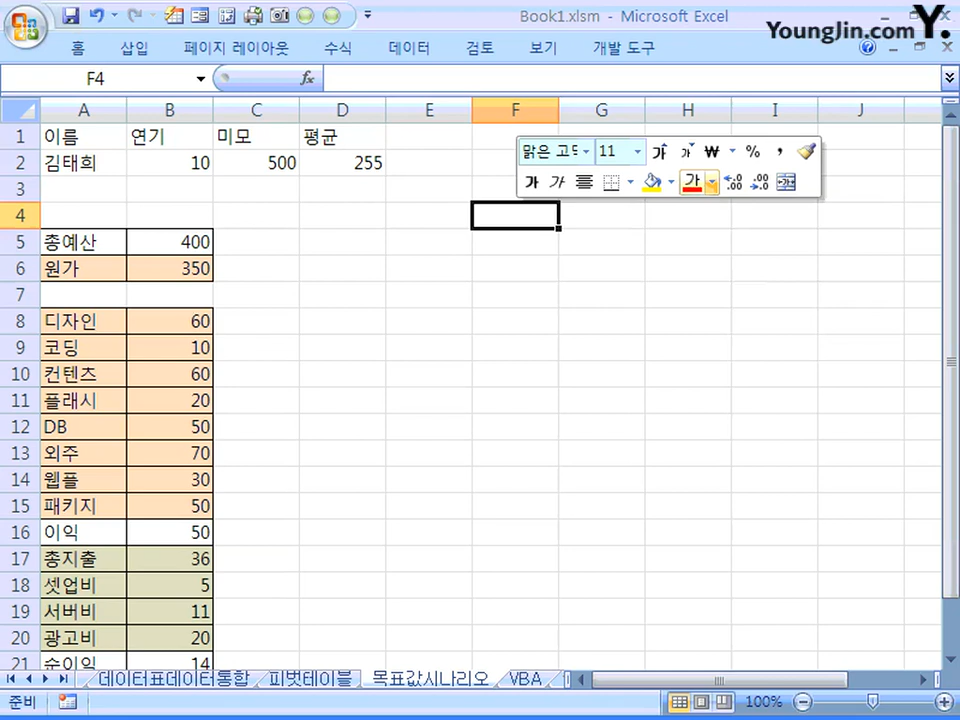 Book1.xlsm - Microsoft Excel
YoungJin.com Y.
홈 삽입 페이지 레이아웃 수식 데이터 검토 보기 개발 도구
F4 fx
A B C D E F G H I J
1 이름 연기 미모 평균
맑은 고딕 11 가 가 ₩ % ,
2 김태희 10 500 255
가 가 가 .00 .00
3
4
5 총예산 400
6 원가 350
7
8 디자인 60
9 코딩 10
10 컨텐츠 60
11 플래시 20
12 DB 50
13 외주 70
14 웹플 30
15 패키지 50
16 이익 50
17 총지출 36
18 셋업비 5
19 서버비 11
20 광고비 20
21 순이익 14
데이터표데이터통합 피벗테이블 목표값시나리오 VBA
준비 100%